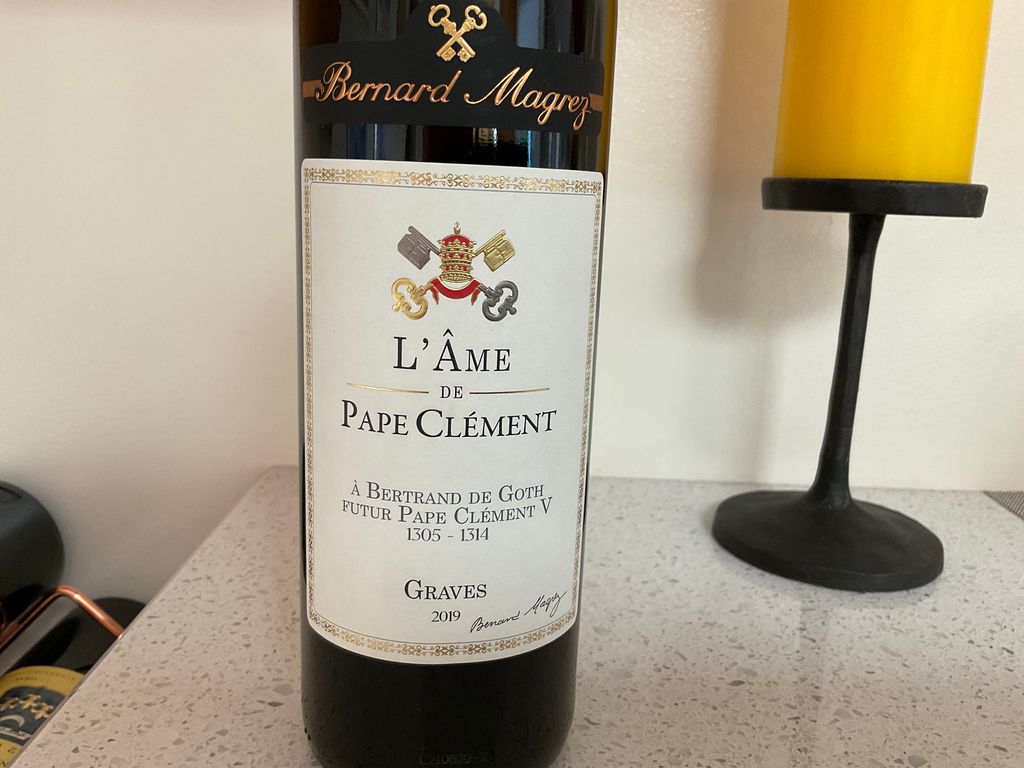 Bernard Magrez
L'ÂME
DE
PAPE CLÉMENT
À BERTRAND DE GOTH
FUTUR PAPE CLÉMENT V
1305 - 1314
GRAVES
2019
Bernard Magrez